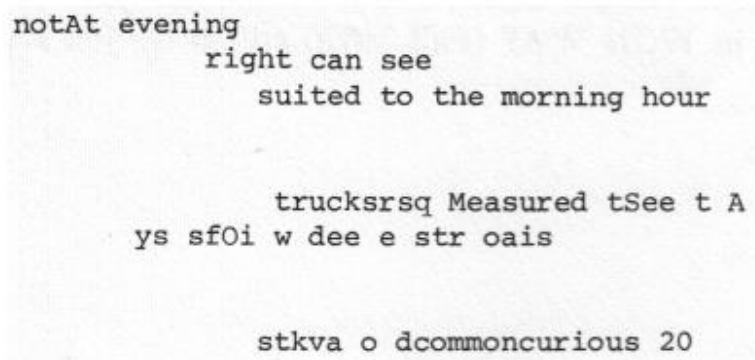 notAt evening
right can see
suited to the morning hour
trucksrsq Measured tSee t A
ys sfOi w dee e str oais
stkva o dcommoncurious 20